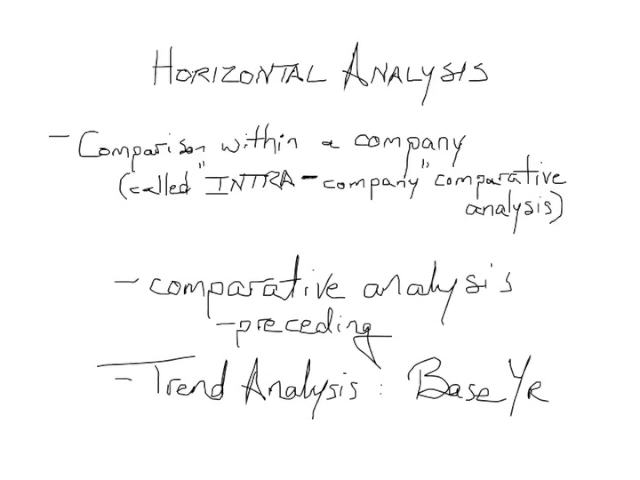 HORIZONTAL ANALYSIS
- Comparison within a company
(called "INTRA-company" comparative
analysis)
- comparative analysis
- preceding
- Trend Analysis: Base Yr